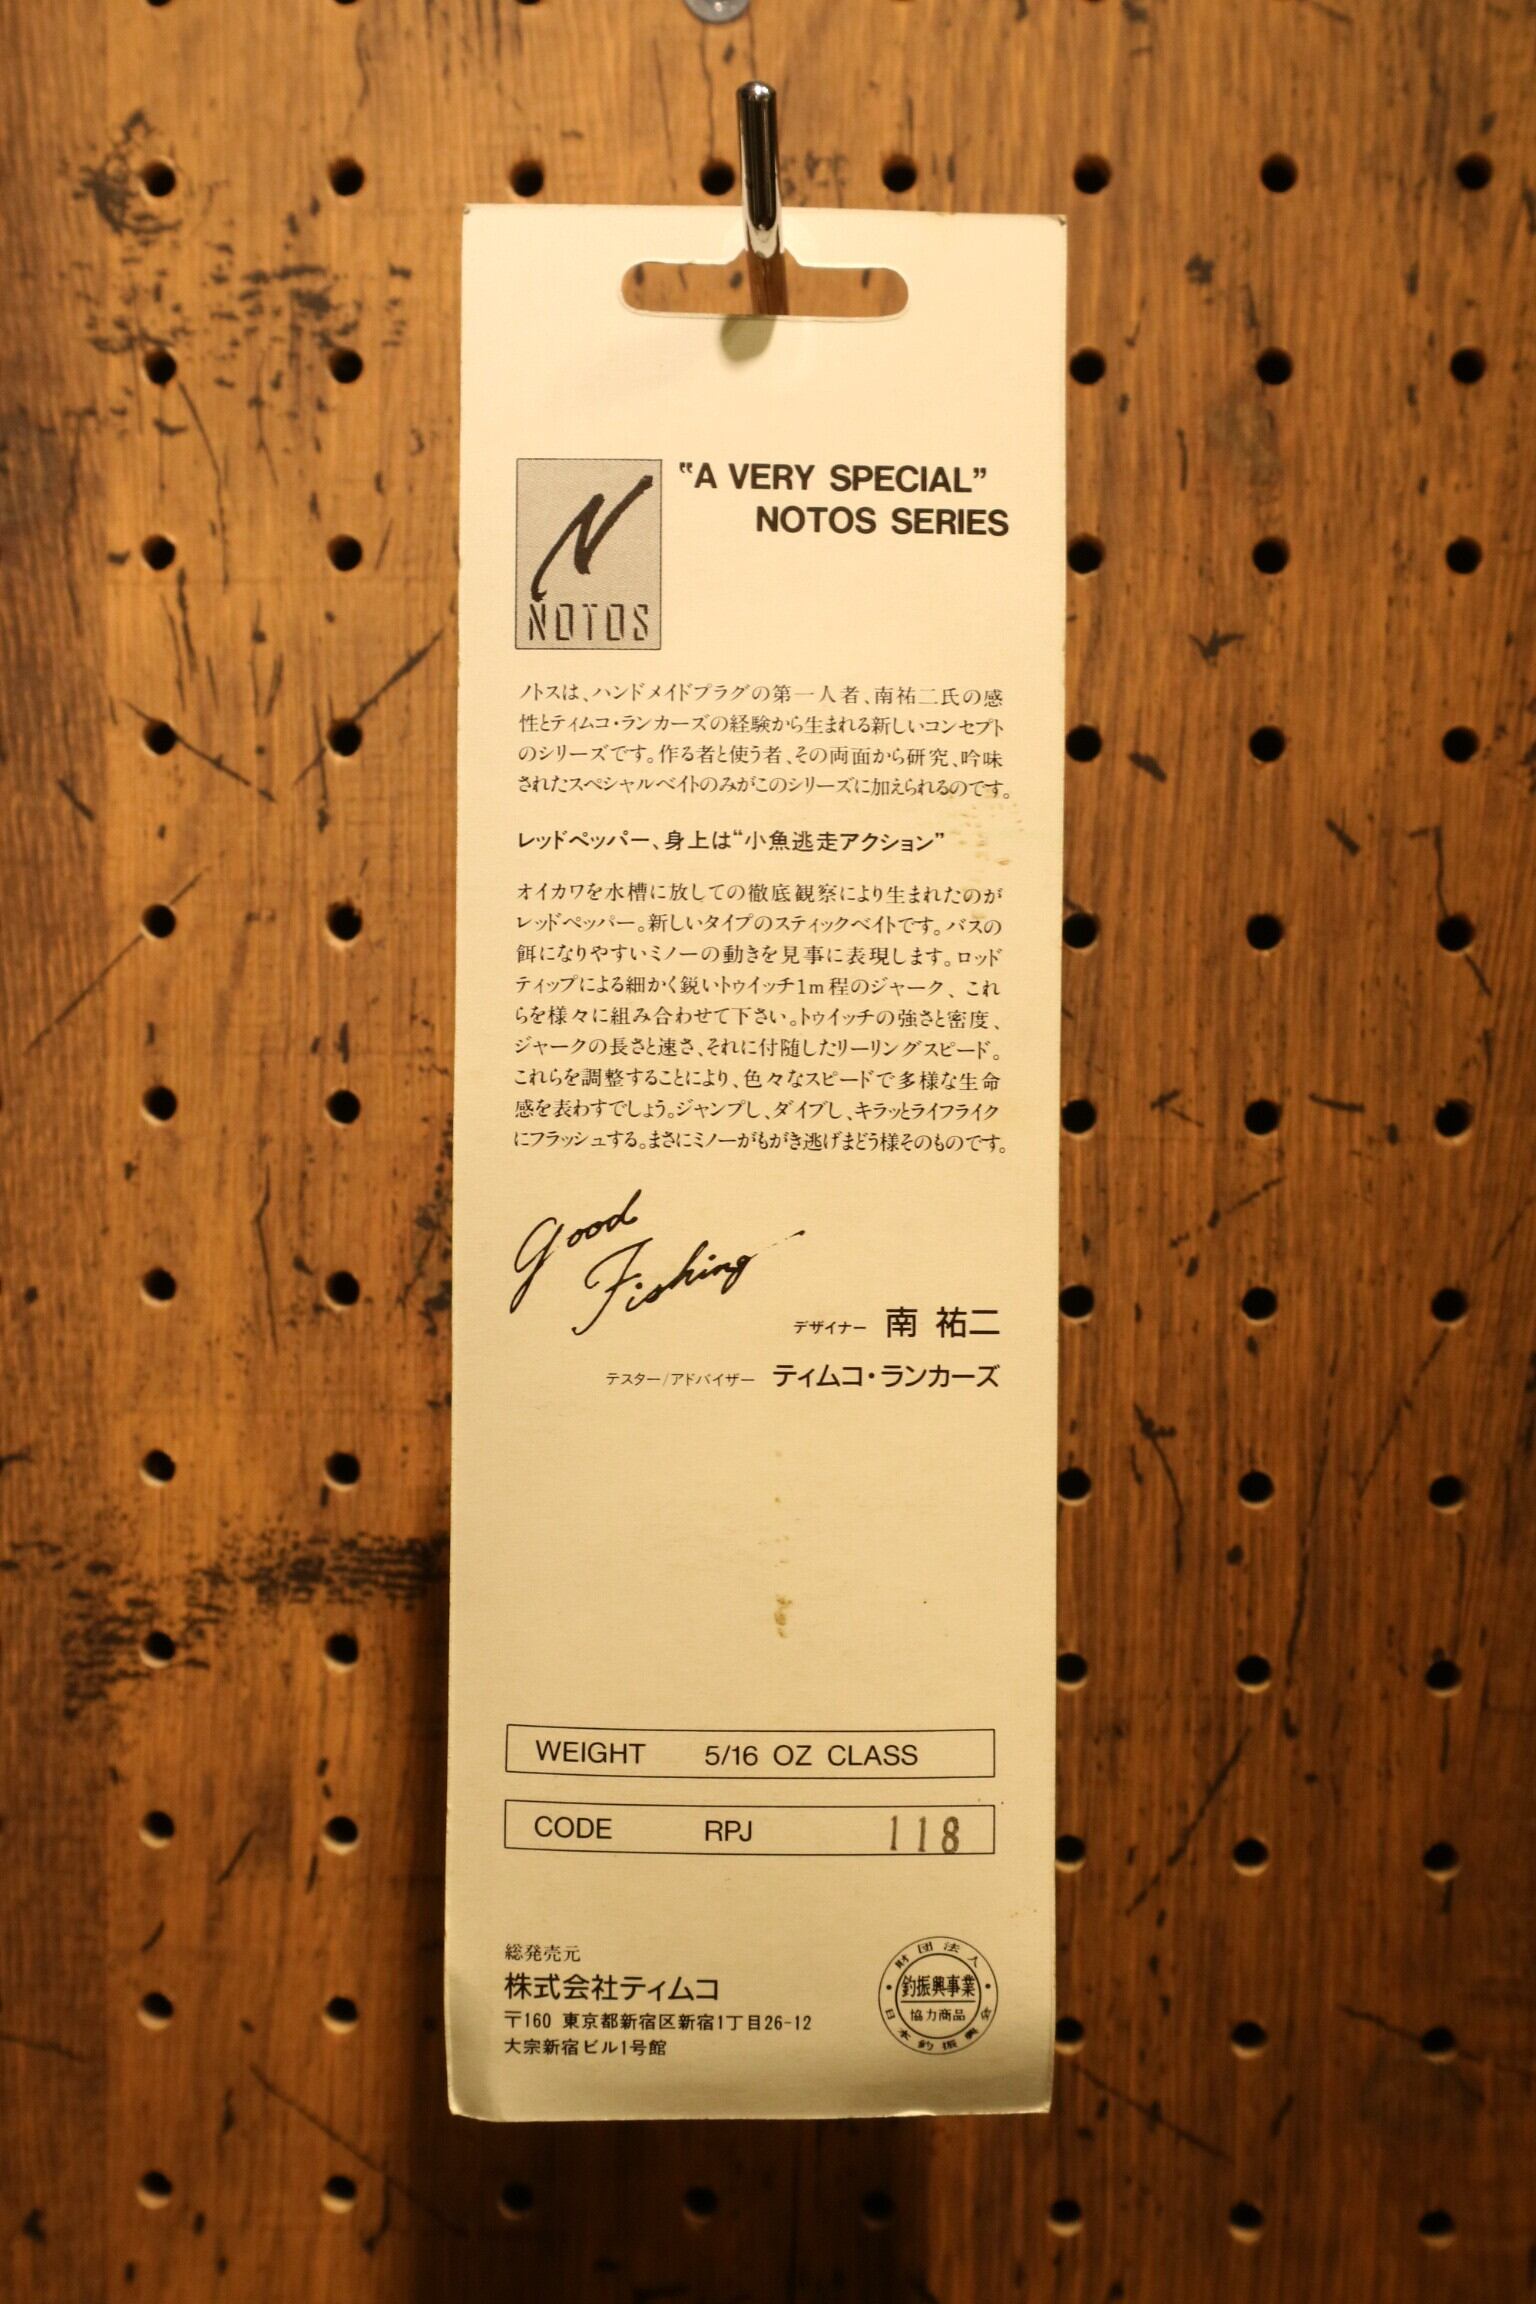 "A VERY SPECIAL"
NOTOS SERIES
N
NOTOS
ノトスは、ハンドメイドプラグの第一人者、南祐二氏の感
性とティムコ・ランカーズの経験から生まれる新しいコンセプト
のシリーズです。作る者と使う者、その両面から研究、吟味
されたスペシャルベイトのみがこのシリーズに加えられるのです。
レッドペッパー、身上は“小魚逃走アクション”
オイカワを水槽に放しての徹底観察により生まれたのが
レッドペッパー。新しいタイプのスティックベイトです。バスの
餌になりやすいミノーの動きを見事に表現します。ロッド
ティップによる細かく鋭いトゥイッチ1m程のジャーク、これ
らを様々に組み合わせて下さい。トゥイッチの強さと密度、
ジャークの長さと速さ、それに付随したリーリングスピード。
これらを調整することにより、色々なスピードで多様な生命
感を表わすでしょう。ジャンプし、ダイブし、キラッとライフライク
にフラッシュする。まさにミノーがもがき逃げまどう様そのものです。
Good
Fishing
デザイナー 南 祐二
テスター/アドバイザー ティムコ・ランカーズ
WEIGHT 5/16 OZ CLASS
CODE RPJ 118
総発売元
株式会社ティムコ
〒160 東京都新宿区新宿1丁目26-12
大宗新宿ビル1号館
財団法人
釣振興事業
協力商品
日本釣振興会